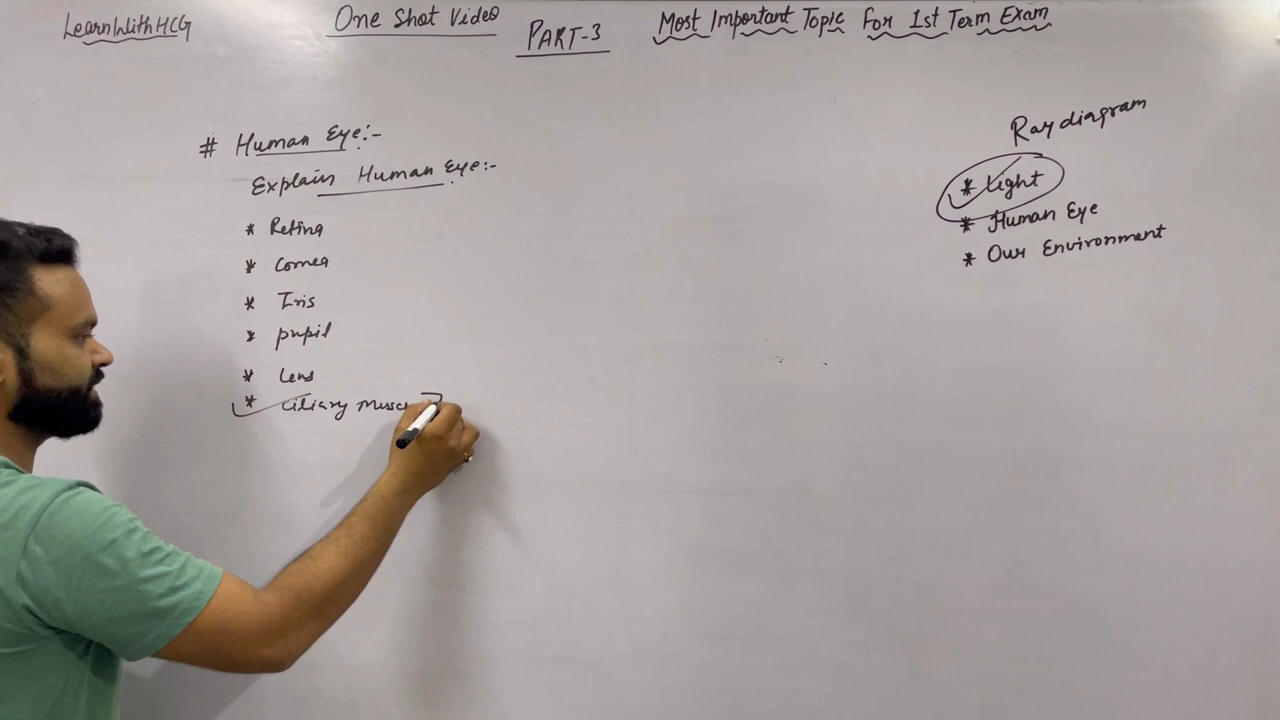 LearnWithHCG
One Shot Video
PART-3
Most Important Topic For 1st Term Exam
# Human Eye:-
Explain Human Eye:-
* Retina
* Cornea
* Iris
* pupil
* Lens
* Ciliary
Ray diagram
* Light
* Human Eye
* Our Environment